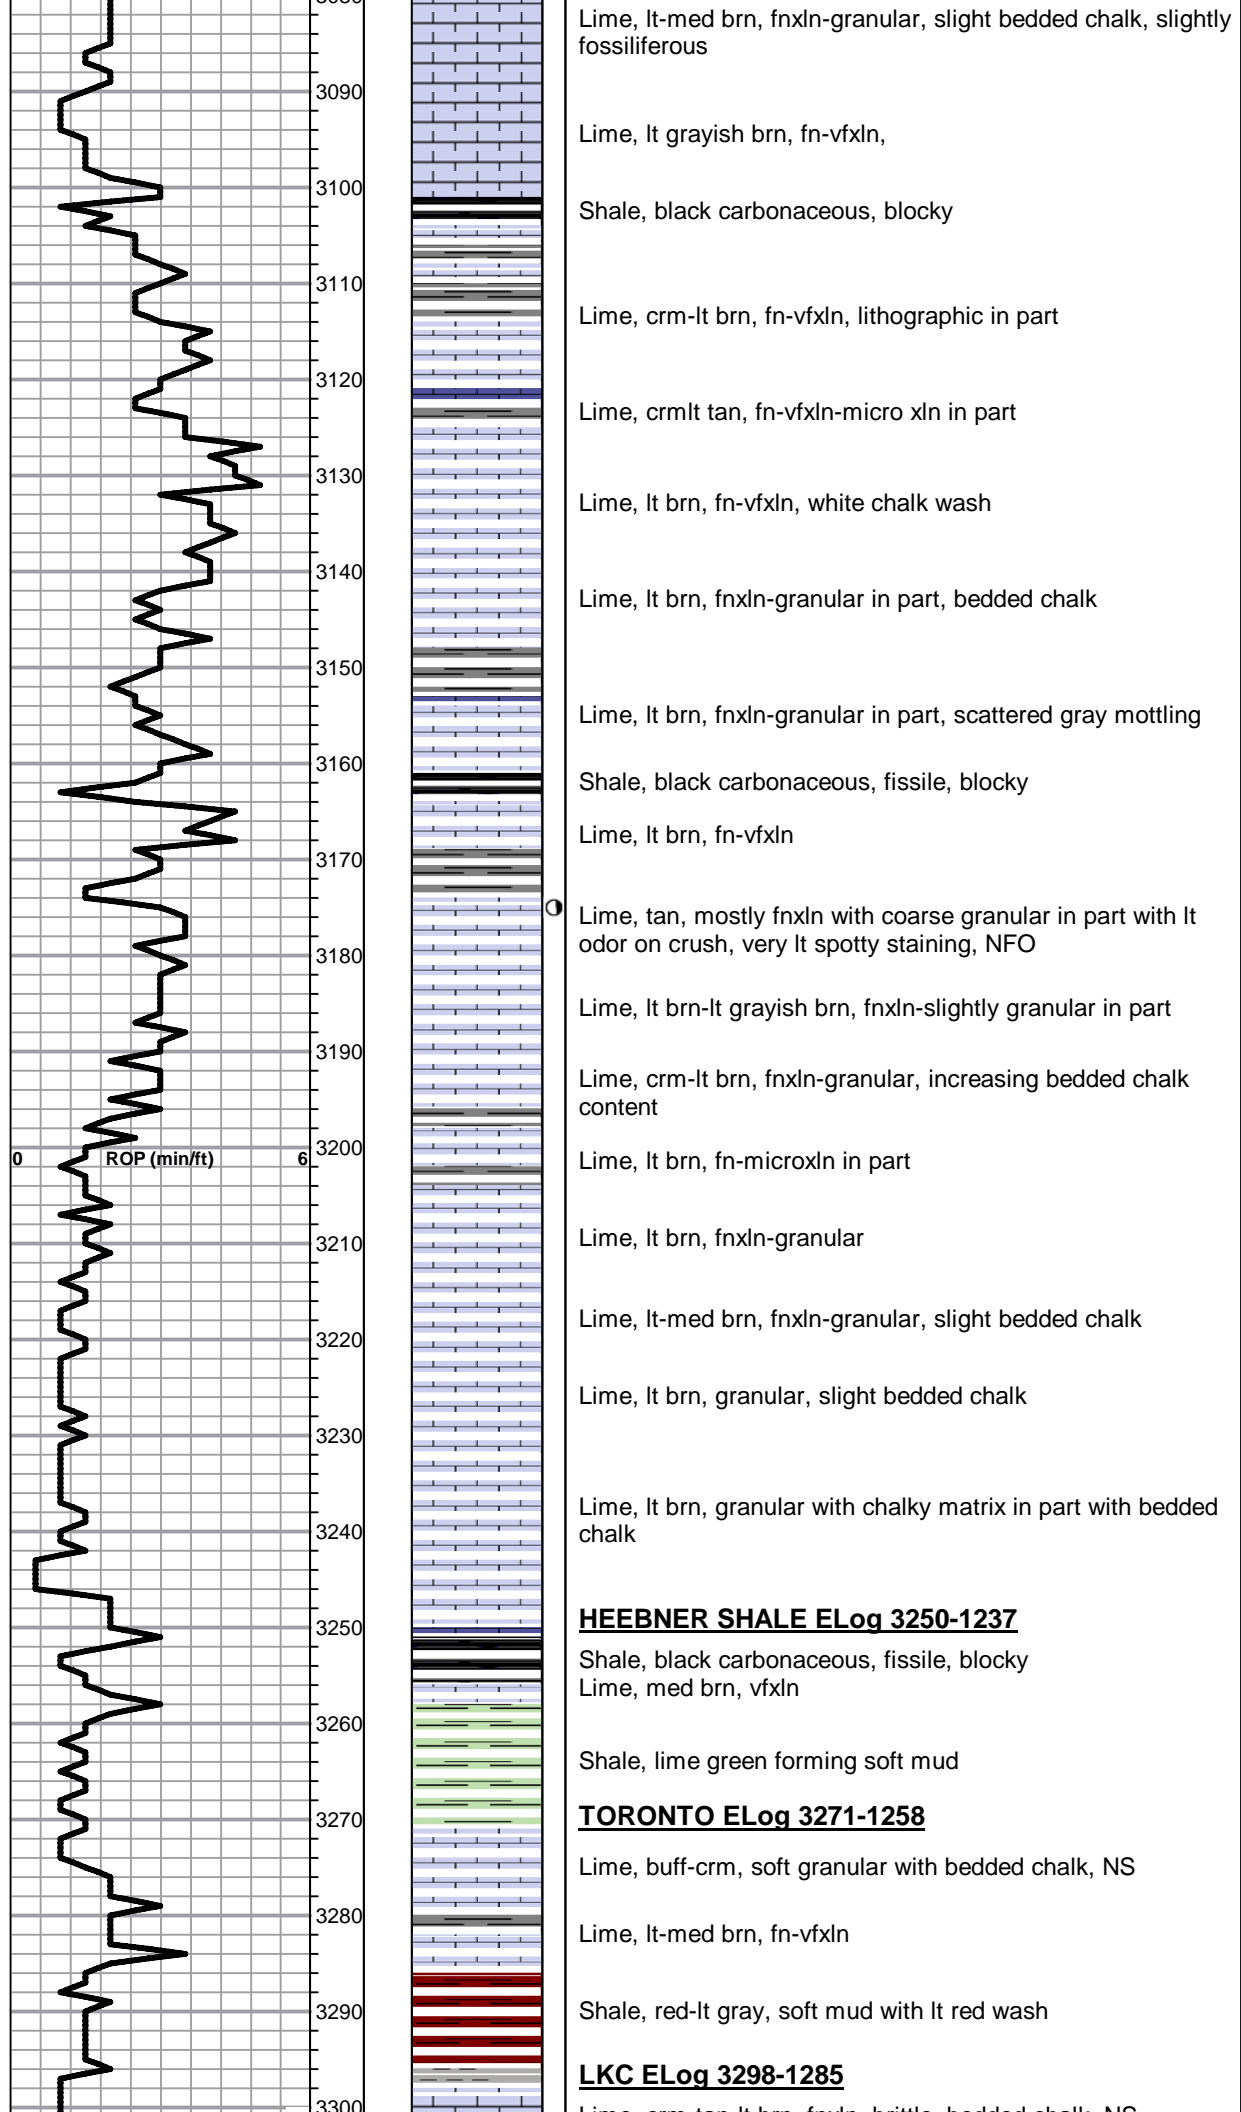 Lime, lt-med brn, fnxln-granular, slight bedded chalk, slightly
fossiliferous
3090
Lime, lt grayish brn, fn-vfxln,
3100
Shale, black carbonaceous, blocky
3110
Lime, crm-lt brn, fn-vfxln, lithographic in part
3120
Lime, crmlt tan, fn-vfxln-micro xln in part
3130
Lime, lt brn, fn-vfxln, white chalk wash
3140
Lime, lt brn, fnxln-granular in part, bedded chalk
3150
Lime, lt brn, fnxln-granular in part, scattered gray mottling
3160
Shale, black carbonaceous, fissile, blocky
Lime, lt brn, fn-vfxln
3170
Lime, tan, mostly fnxln with coarse granular in part with lt
odor on crush, very lt spotty staining, NFO
3180
Lime, lt brn-lt grayish brn, fnxln-slightly granular in part
3190
Lime, crm-lt brn, fnxln-granular, increasing bedded chalk
content
3200
0 ROP (min/ft) 6
Lime, lt brn, fn-microxln in part
3210
Lime, lt brn, fnxln-granular
3220
Lime, lt-med brn, fnxln-granular, slight bedded chalk
Lime, lt brn, granular, slight bedded chalk
3230
Lime, lt brn, granular with chalky matrix in part with bedded
chalk
3240
HEEBNER SHALE ELog 3250-1237
3250
Shale, black carbonaceous, fissile, blocky
Lime, med brn, vfxln
3260
Shale, lime green forming soft mud
TORONTO ELog 3271-1258
3270
Lime, buff-crm, soft granular with bedded chalk, NS
3280
Lime, lt-med brn, fn-vfxln
3290
Shale, red-lt gray, soft mud with lt red wash
LKC ELog 3298-1285
3300
Lime, crm-tan-lt brn, fnxln, brittle, bedded chalk, NS